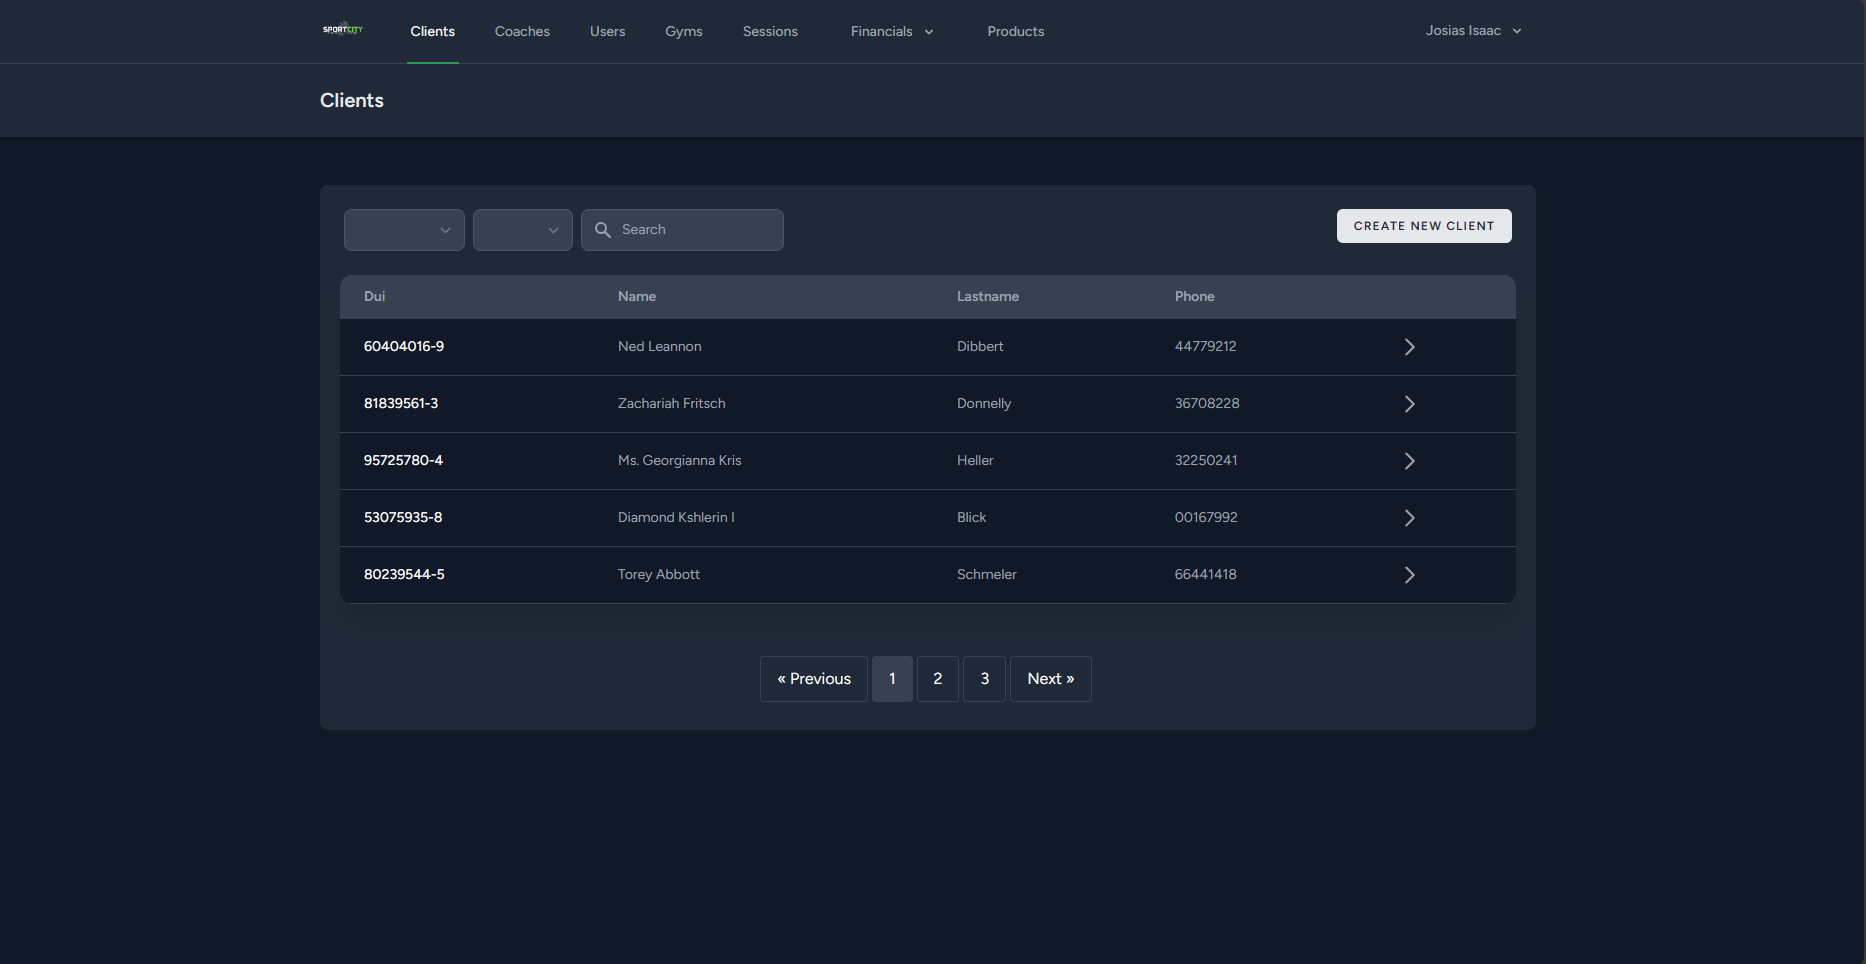 SPORTCITY
Clients Coaches Users Gyms Sessions Financials Products Josias Isaac
Clients
Search CREATE NEW CLIENT
Dui Name Lastname Phone
60404016-9 Ned Leannon Dibbert 44779212
81839561-3 Zachariah Fritsch Donnelly 36708228
95725780-4 Ms. Georgianna Kris Heller 32250241
53075935-8 Diamond Kshlerin I Blick 00167992
80239544-5 Torey Abbott Schmeler 66441418
« Previous 1 2 3 Next »